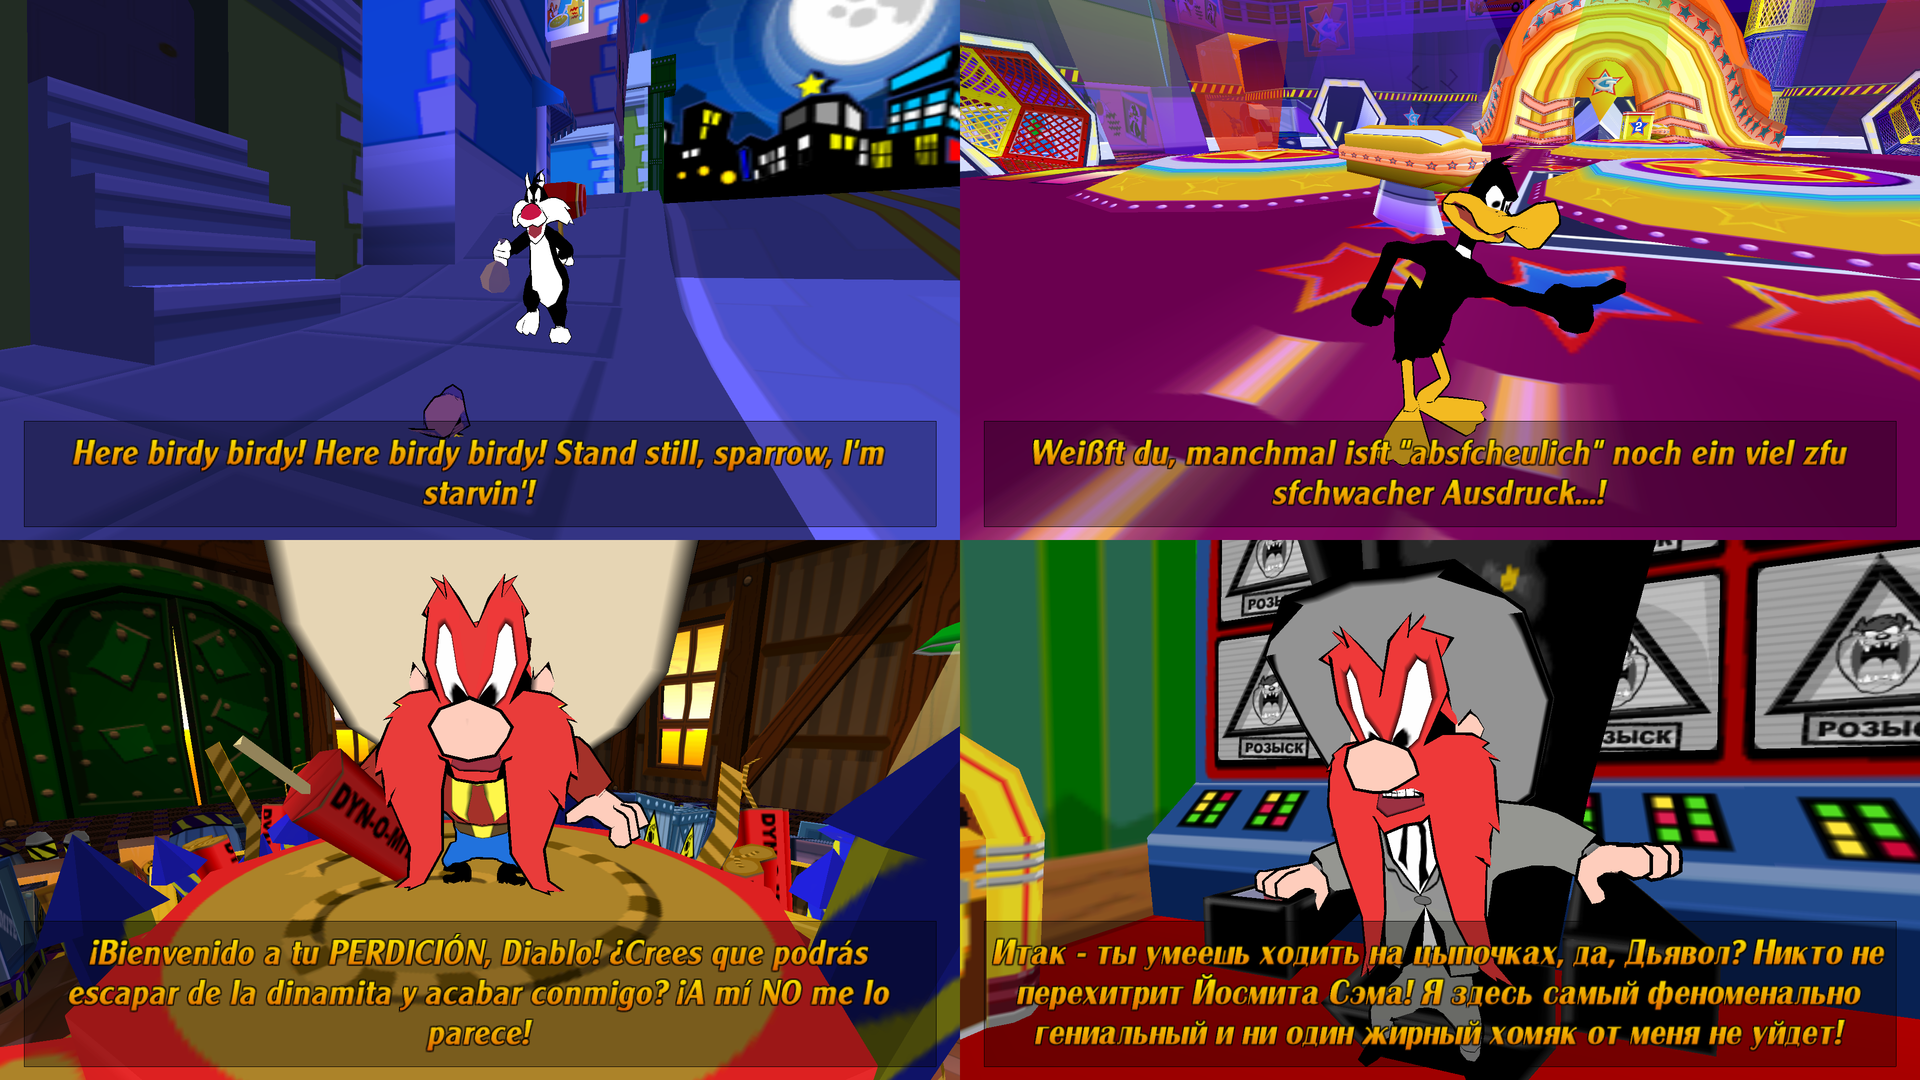 Here birdy birdy! Here birdy birdy! Stand still, sparrow, I'm
starvin'!
2
Weißft du, manchmal isft "absfcheulich" noch ein viel zfu
sfchwacher Ausdruck...!
DYN-O-MI
DYN
¡Bienvenido a tu PERDICIÓN, Diablo! ¿Crees que podrás
escapar de la dinamita y acabar conmigo? ¡A mí NO me lo
parece!
РОЗЫСК
РОЗЫСК
Итак - ты умеешь ходить на цыпочках, да, Дьявол? Никто не
перехитрит Йосмита Сэма! Я здесь самый феноменально
гениальный и ни один жирный хомяк от меня не уйдет!